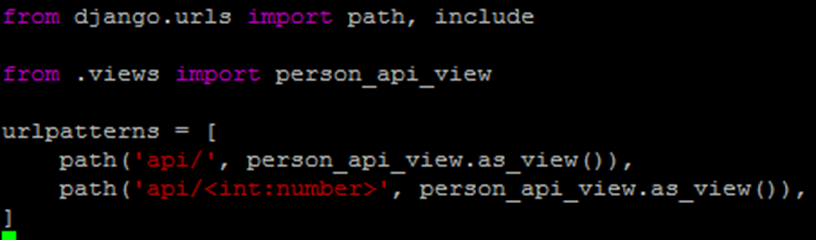 from django.urls import path, include
from .views import person_api_view
urlpatterns = [
    path('api/', person_api_view.as_view()),
    path('api/<int:number>', person_api_view.as_view()),
]